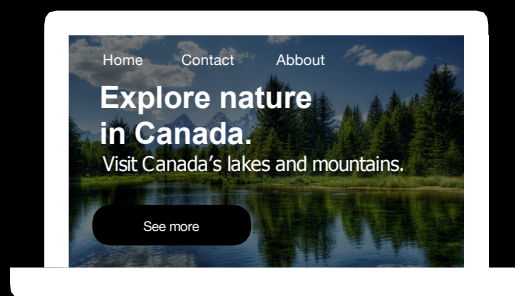 Home Contact Abbout
Explore nature
in Canada.
Visit Canada’s lakes and mountains.
See more